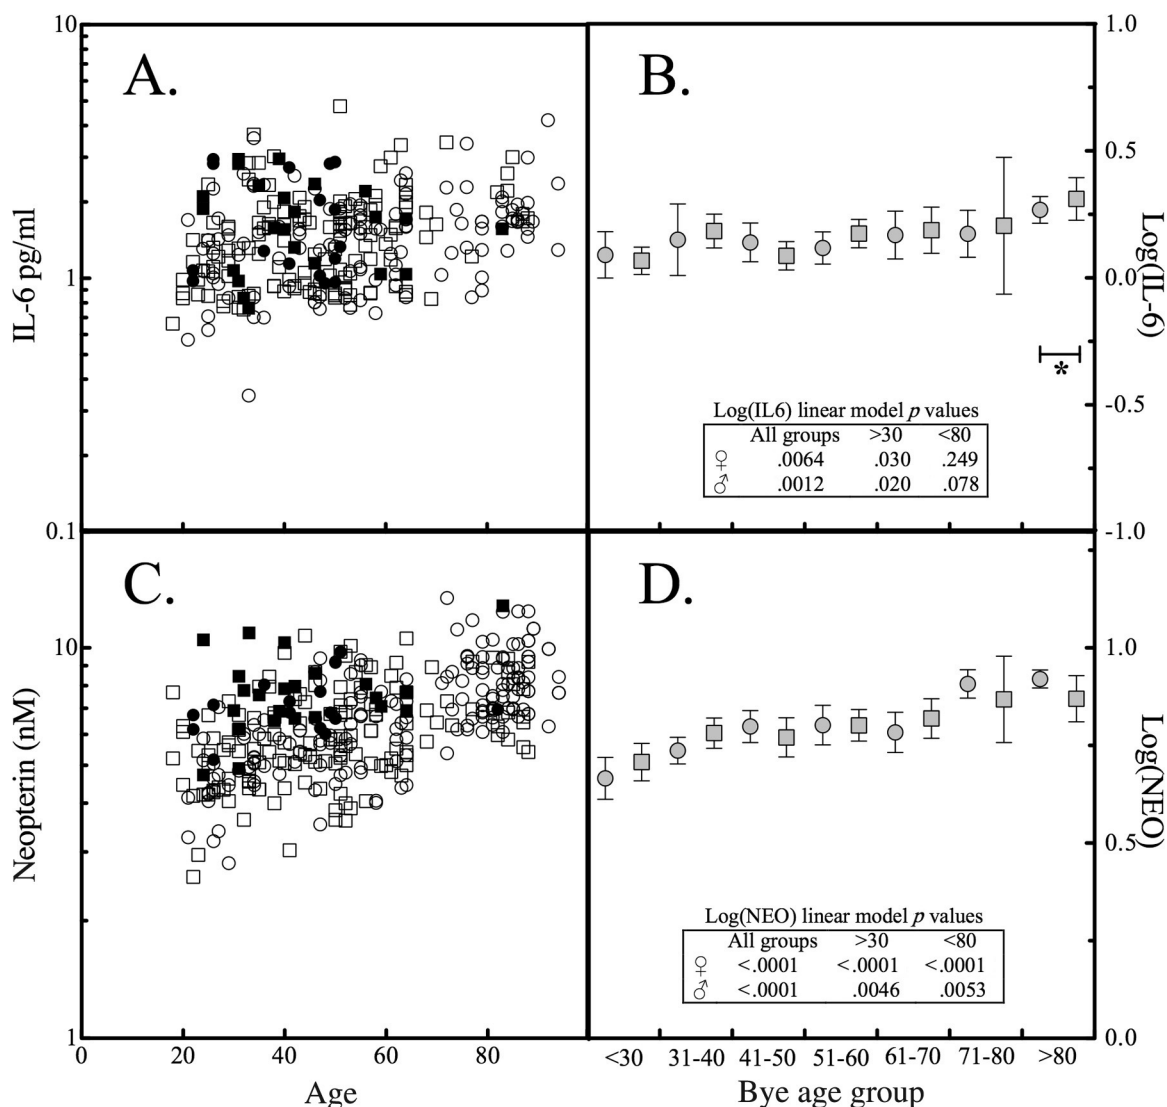 10
1
0.1
IL-6 pg/ml
A.
B.
1.0
0.5
0.0
-0.5
-1.0
Log(IL-6)
*
Log(IL6) linear model p values
All groups >30 <80
♀ .0064 .030 .249
♂ .0012 .020 .078
C.
D.
10
1
Neopterin (nM)
1.0
0.5
0.0
Log(NEO)
Log(NEO) linear model p values
All groups >30 <80
♀ <.0001 <.0001 <.0001
♂ <.0001 .0046 .0053
0 20 40 60 80
Age
<30 31-40 41-50 51-60 61-70 71-80 >80
Bye age group